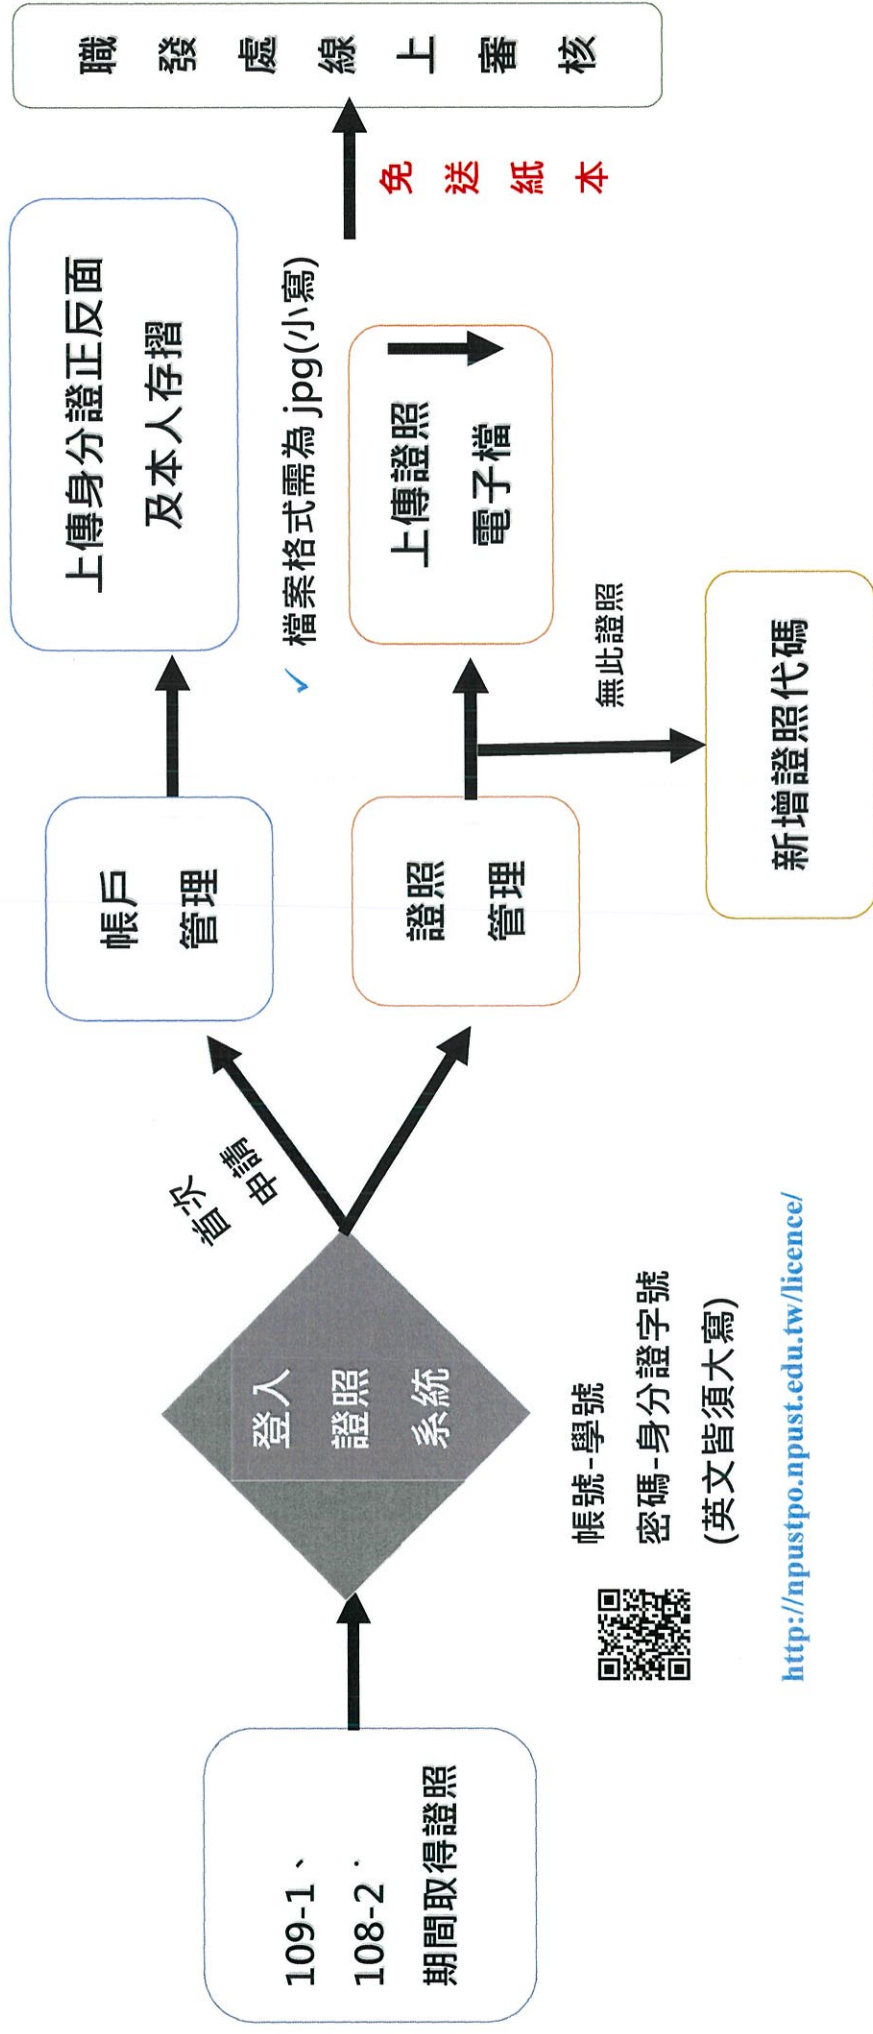 109-1、
108-2、
期間取得證照
登入
證照
系統
帳號-學號
密碼-身分證字號
(英文皆須大寫)
http://npustpo.npust.edu.tw/licence/
首次
申請
帳戶
管理
上傳身分證正反面
及本人存摺
✓ 檔案格式需為 jpg(小寫)
證照
管理
上傳證照
電子檔
無此證照
新增證照代碼
免送紙本
職發處線上審核